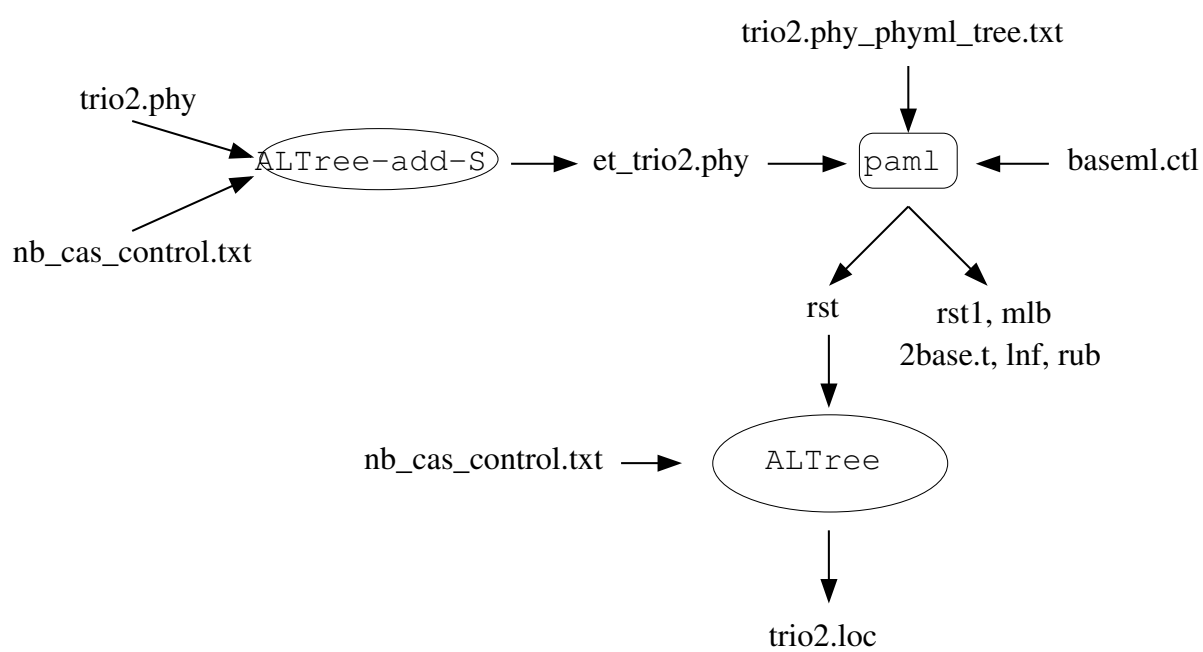 trio2.phy_phyml_tree.txt
trio2.phy
ALTree-add-S
et_trio2.phy
paml
baseml.ctl
nb_cas_control.txt
rst
rst1, mlb
2base.t, lnf, rub
nb_cas_control.txt
ALTree
trio2.loc